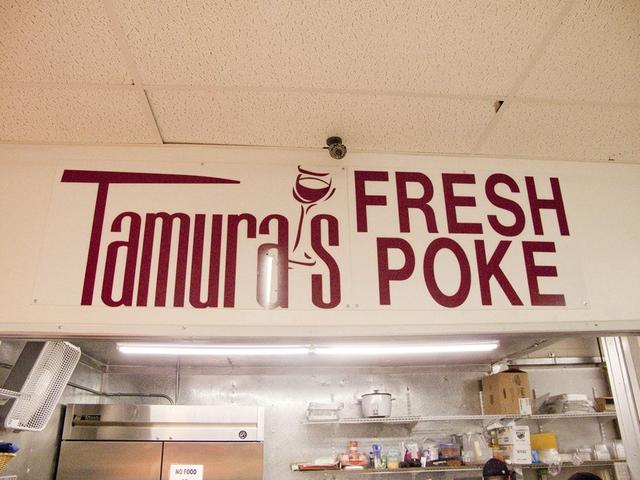 Tamura's
FRESH
POKE
NO FOOD